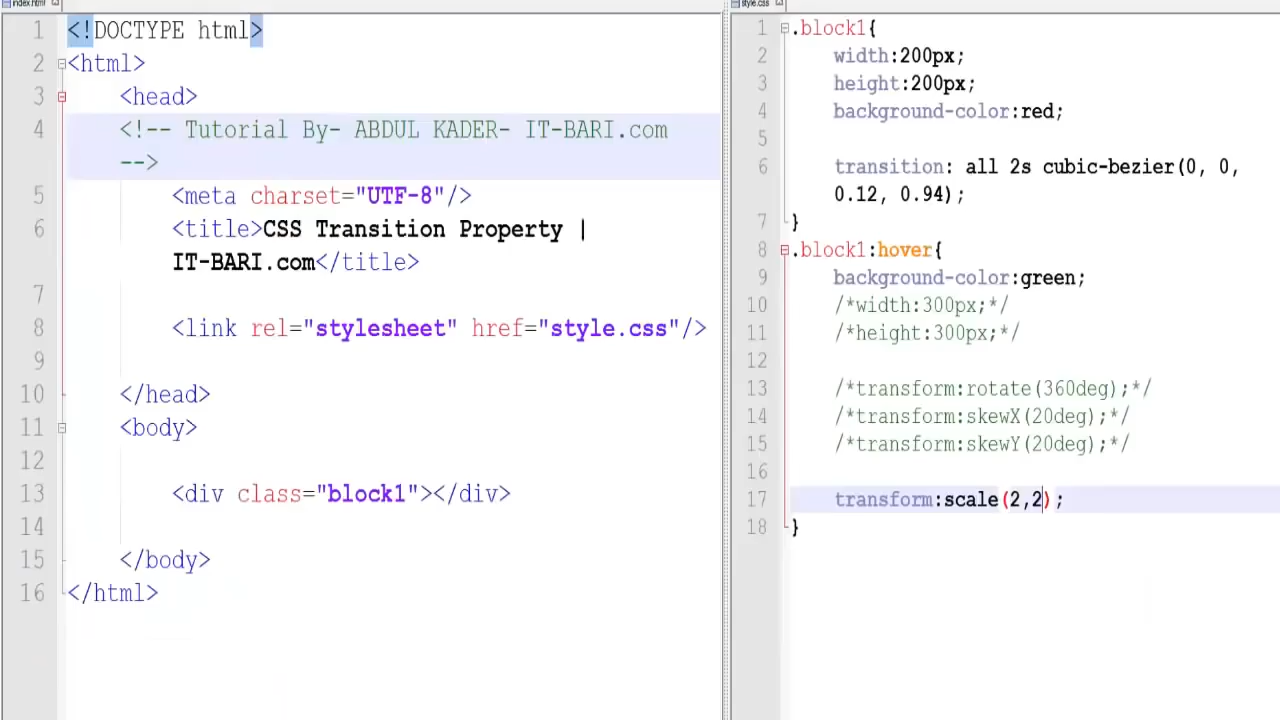 index.html
style.css
1 <!DOCTYPE html>
2 <html>
3 <head>
4 <!-- Tutorial By- ABDUL KADER- IT-BARI.com
-->
5 <meta charset="UTF-8"/>
6 <title>CSS Transition Property |
IT-BARI.com</title>
7
8 <link rel="stylesheet" href="style.css"/>
9
10 </head>
11 <body>
12
13 <div class="block1"></div>
14
15 </body>
16 </html>
1 .block1{
2 width:200px;
3 height:200px;
4 background-color:red;
5
6 transition: all 2s cubic-bezier(0, 0,
0.12, 0.94);
7 }
8 .block1:hover{
9 background-color:green;
10 /*width:300px;*/
11 /*height:300px;*/
12
13 /*transform:rotate(360deg);*/
14 /*transform:skewX(20deg);*/
15 /*transform:skewY(20deg);*/
16
17 transform:scale(2,2);
18 }